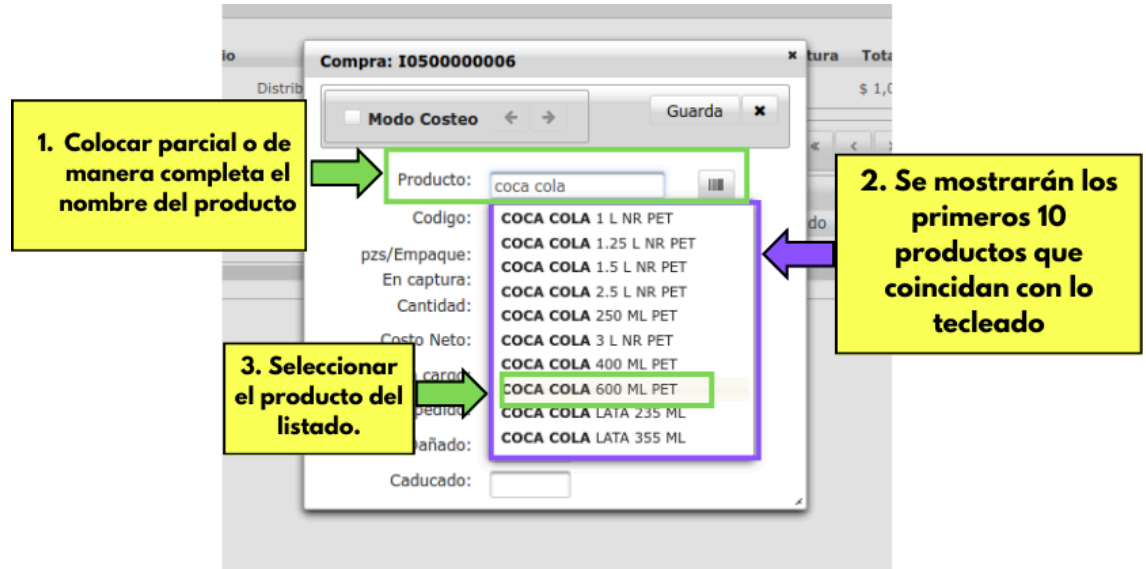 io
tura Tota
Compra: I0500000006
×
Distrib
$ 1,0
Modo Costeo
Guarda ×
1. Colocar parcial o de
manera completa el
nombre del producto
Producto: coca cola
2. Se mostrarán los
primeros 10
productos que
coincidan con lo
tecleado
Codigo:
do
pzs/Empaque:
En captura:
Cantidad:
Costo Neto:
cargo:
pedido:
Dañado:
Caducado:
COCA COLA 1 L NR PET
COCA COLA 1.25 L NR PET
COCA COLA 1.5 L NR PET
COCA COLA 2.5 L NR PET
COCA COLA 250 ML PET
COCA COLA 3 L NR PET
COCA COLA 400 ML PET
COCA COLA 600 ML PET
COCA COLA LATA 235 ML
COCA COLA LATA 355 ML
3. Seleccionar
el producto del
listado.